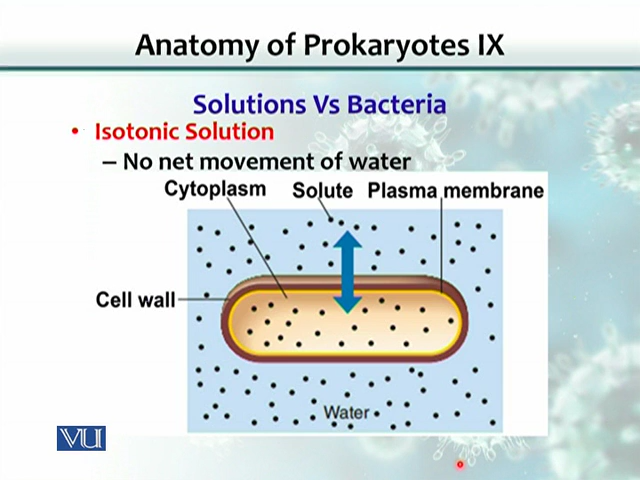 Anatomy of Prokaryotes IX
Solutions Vs Bacteria
• Isotonic Solution
– No net movement of water
Cytoplasm Solute Plasma membrane
Cell wall
Water
VU